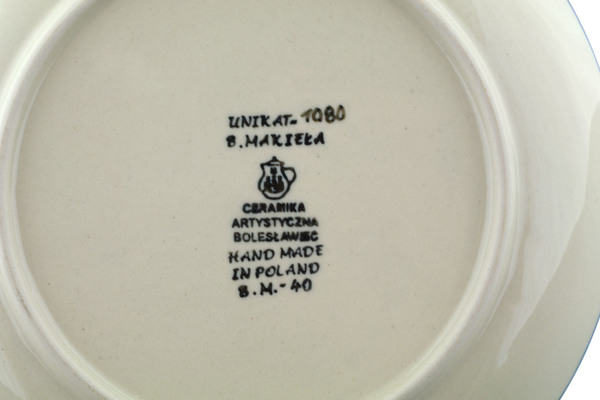 UNIKAT-1080
B. MAKIEŁA
CERAMIKA
ARTYSTYCZNA
BOLESŁAWIEC
HAND MADE
IN POLAND
B.M.-40